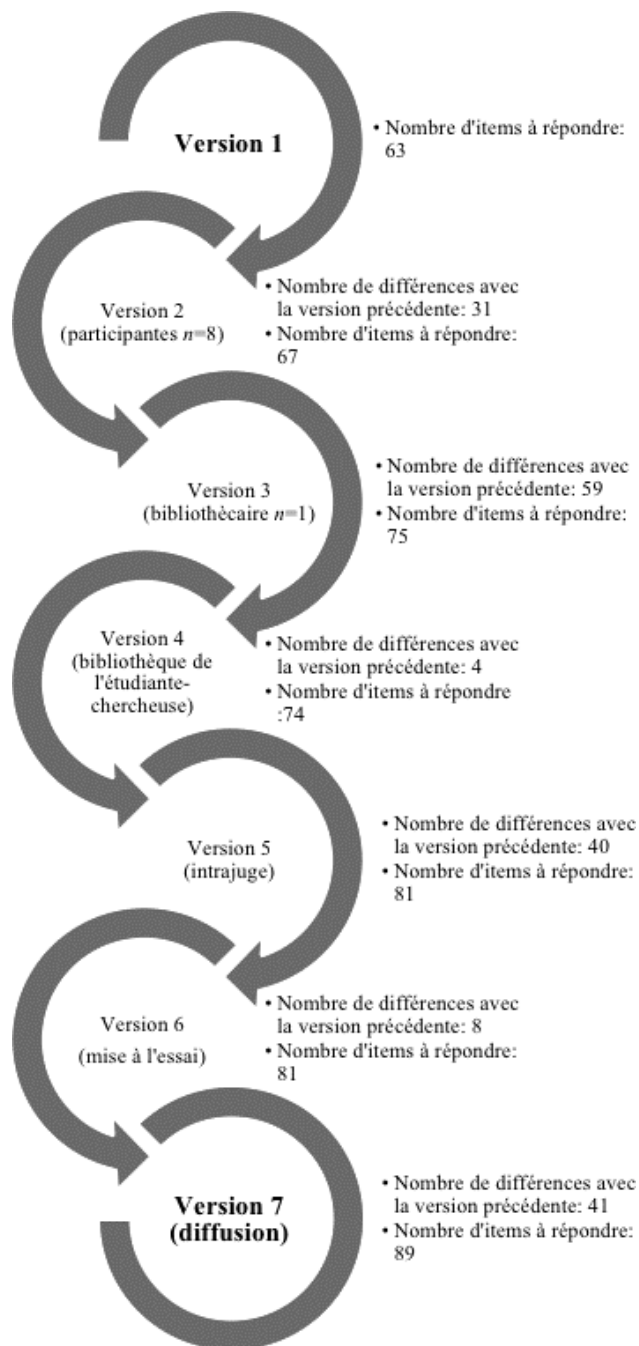 Version 1
• Nombre d'items à répondre:
63
Version 2
(participantes n=8)
• Nombre de différences avec
la version précédente: 31
• Nombre d'items à répondre:
67
Version 3
(bibliothécaire n=1)
• Nombre de différences avec
la version précédente: 59
• Nombre d'items à répondre:
75
Version 4
(bibliothèque de
l'étudiante-
chercheuse)
• Nombre de différences avec
la version précédente: 4
• Nombre d'items à répondre
:74
Version 5
(intrajuge)
• Nombre de différences avec
la version précédente: 40
• Nombre d'items à répondre:
81
Version 6
(mise à l'essai)
• Nombre de différences avec
la version précédente: 8
• Nombre d'items à répondre:
81
Version 7
(diffusion)
• Nombre de différences avec
la version précédente: 41
• Nombre d'items à répondre:
89